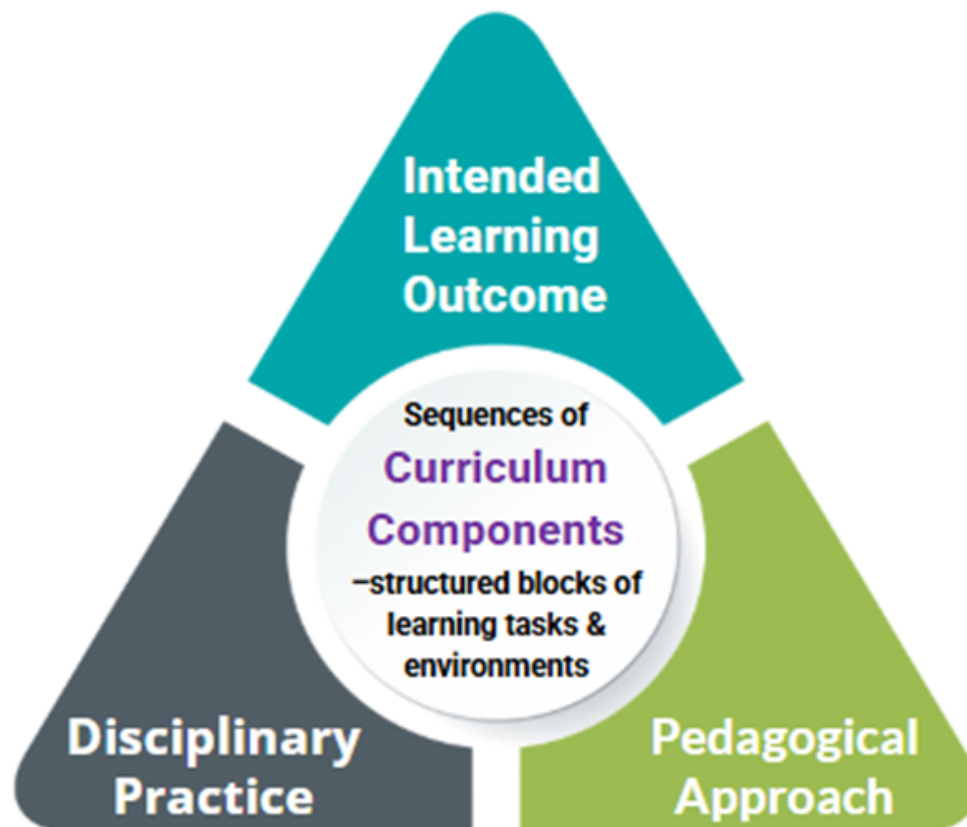 Intended
Learning
Outcome
Sequences of
Curriculum
Components
–structured blocks of
learning tasks &
environments
Disciplinary
Practice
Pedagogical
Approach